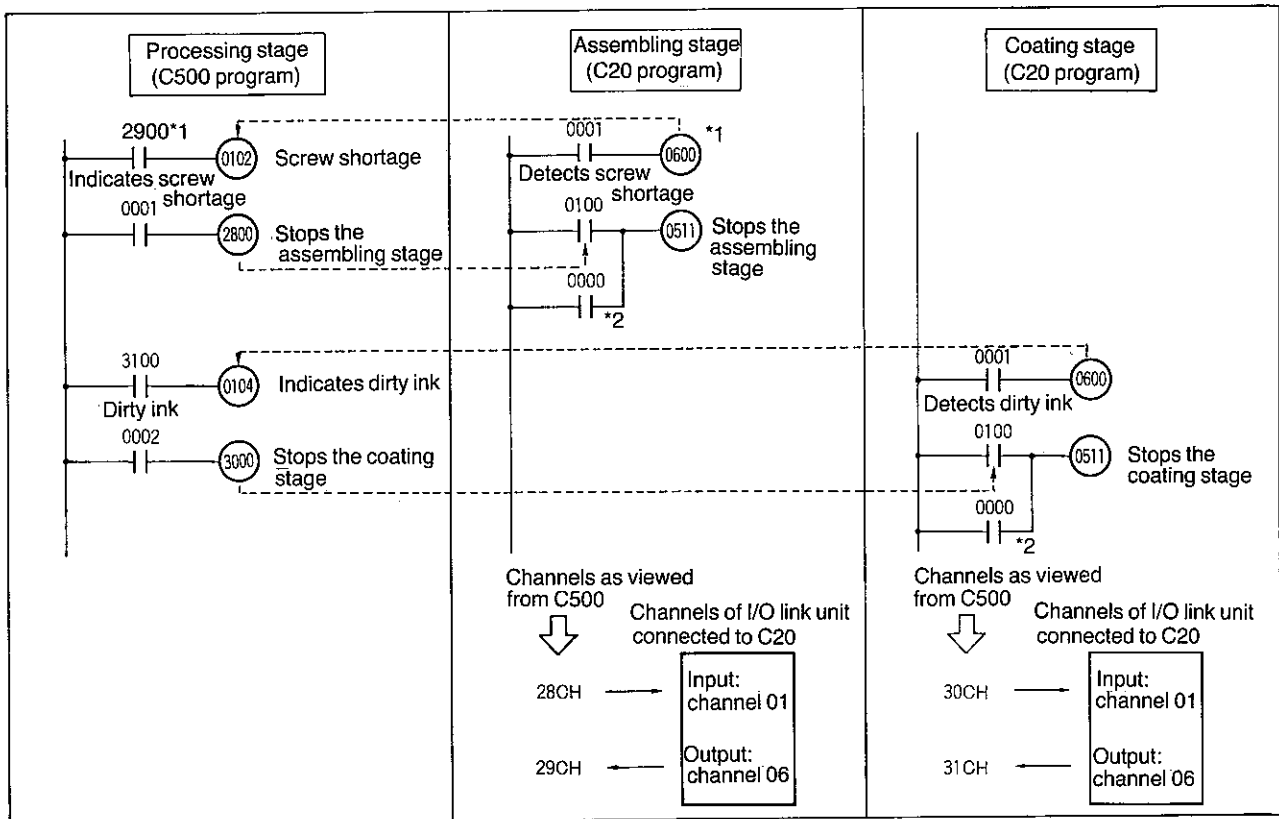 Processing stage
(C500 program)
2900*1
0102
Screw shortage
Indicates screw
shortage
0001
2800
Stops the
assembling stage
3100
0104
Indicates dirty ink
Dirty ink
0002
3000
Stops the coating
stage
Assembling stage
(C20 program)
0001
*1
0600
Detects screw
shortage
0100
0511
Stops the
assembling
stage
0000
*2
Channels as viewed
from C500
Channels of I/O link unit
connected to C20
28CH
Input:
channel 01
29CH
Output:
channel 06
Coating stage
(C20 program)
0001
0600
Detects dirty ink
0100
0511
Stops the
coating stage
0000
*2
Channels as viewed
from C500
Channels of I/O link unit
connected to C20
30CH
Input:
channel 01
31CH
Output:
channel 06